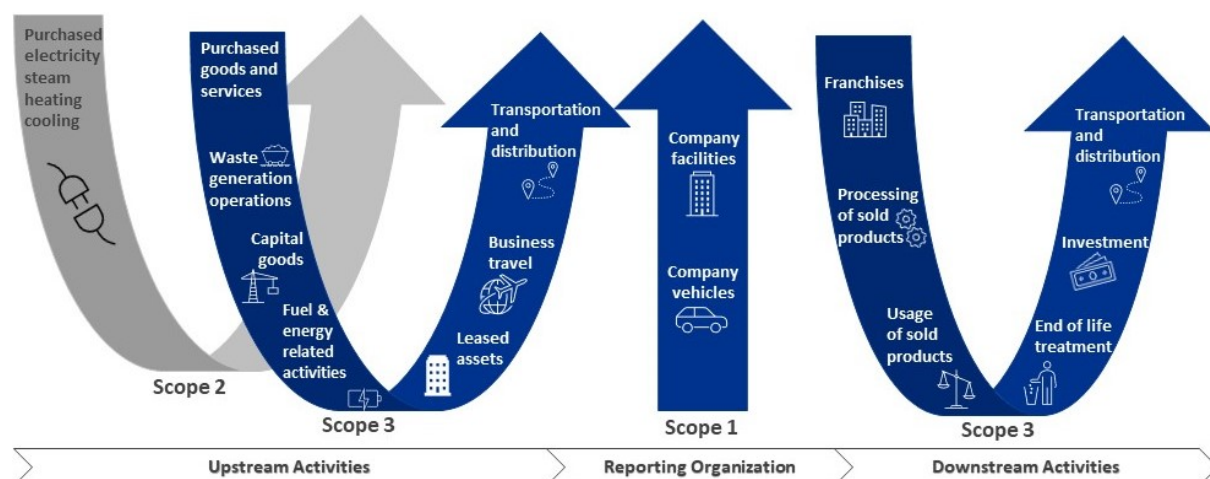 Purchased
electricity
steam
heating
cooling
Scope 2
Purchased
goods and
services
Waste
generation
operations
Capital
goods
Fuel &
energy
related
activities
Transportation
and
distribution
Business
travel
Leased
assets
Scope 3
Company
facilities
Company
vehicles
Scope 1
Franchises
Processing
of sold
products
Usage
of sold
products
Transportation
and
distribution
Investment
End of life
treatment
Scope 3
Upstream Activities
Reporting Organization
Downstream Activities